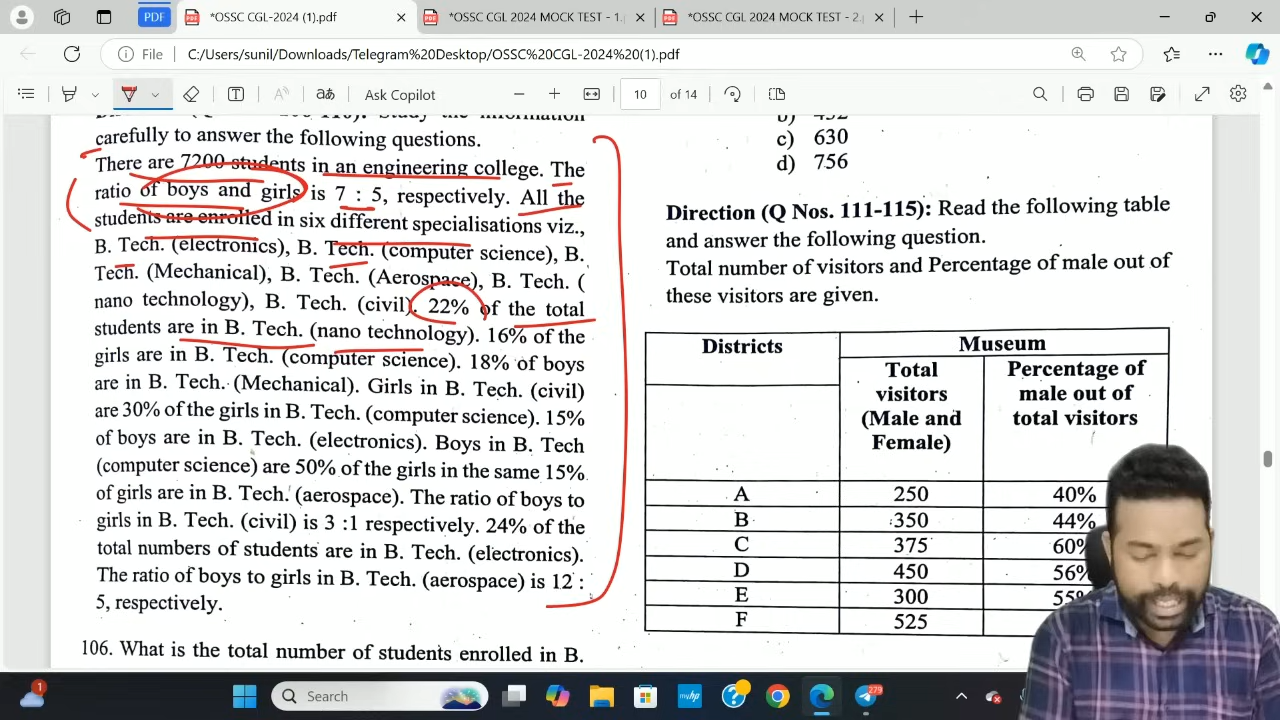 PDF
*OSSC CGL-2024 (1).pdf
*OSSC CGL 2024 MOCK TEST - 1.
*OSSC CGL 2024 MOCK TEST - 2.
File
C:/Users/sunil/Downloads/Telegram%20Desktop/OSSC%20CGL-2024%20(1).pdf
Ask Copilot
10 of 14
carefully to answer the following questions.
There are 7200 students in an engineering college. The
ratio of boys and girls is 7 : 5, respectively. All the
students are enrolled in six different specialisations viz.,
B. Tech. (electronics), B. Tech. (computer science), B.
Tech. (Mechanical), B. Tech. (Aerospace), B. Tech. (
nano technology), B. Tech. (civil). 22% of the total
students are in B. Tech. (nano technology). 16% of the
girls are in B. Tech. (computer science). 18% of boys
are in B. Tech. (Mechanical). Girls in B. Tech. (civil)
are 30% of the girls in B. Tech. (computer science). 15%
of boys are in B. Tech. (electronics). Boys in B. Tech
(computer science) are 50% of the girls in the same 15%
of girls are in B. Tech. (aerospace). The ratio of boys to
girls in B. Tech. (civil) is 3 :1 respectively. 24% of the
total numbers of students are in B. Tech. (electronics).
The ratio of boys to girls in B. Tech. (aerospace) is 12 :
5, respectively.
106. What is the total number of students enrolled in B.
c) 630
d) 756
Direction (Q Nos. 111-115): Read the following table
and answer the following question.
Total number of visitors and Percentage of male out of
these visitors are given.
Districts
Museum
Total visitors (Male and Female)
Percentage of male out of total visitors
A 250 40%
B 350 44%
C 375 60%
D 450 56%
E 300 55%
F 525
1
Search
myhp
279